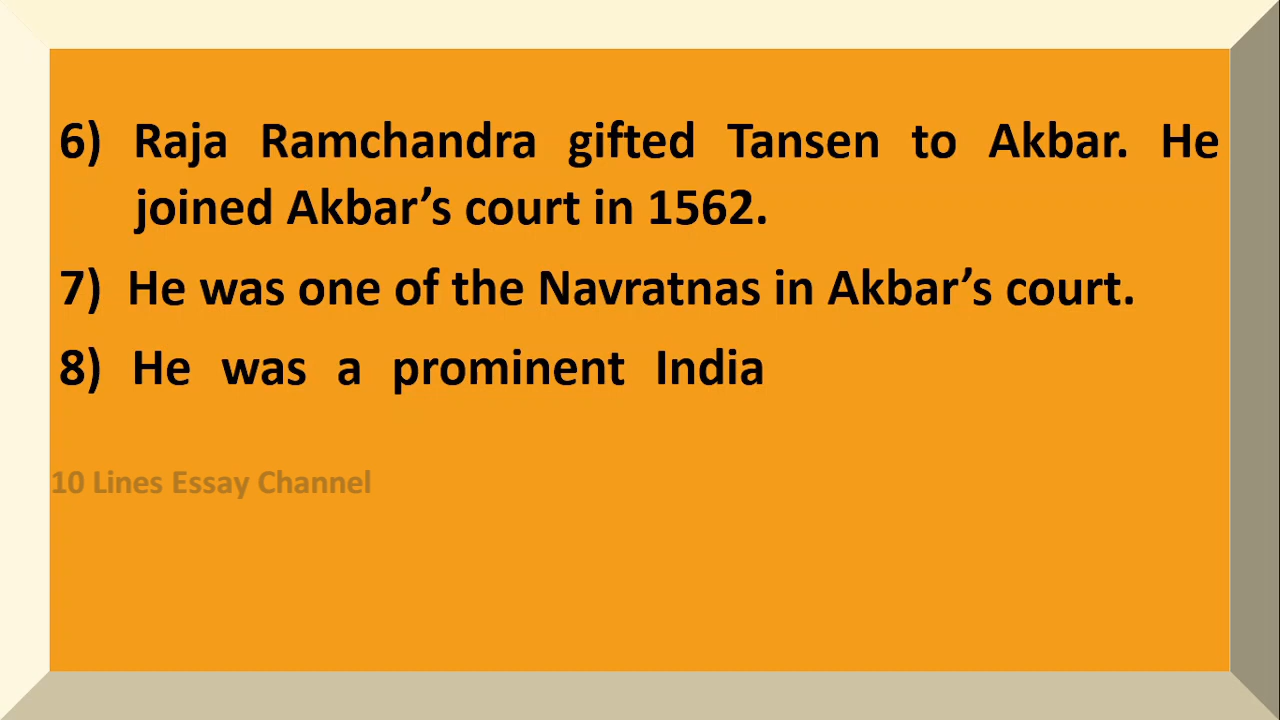 6) Raja Ramchandra gifted Tansen to Akbar. He
joined Akbar’s court in 1562.
7) He was one of the Navratnas in Akbar’s court.
8) He was a prominent India
10 Lines Essay Channel